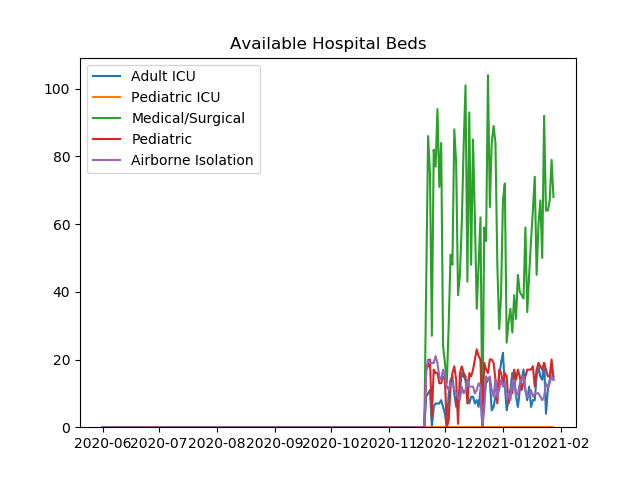 Available Hospital Beds
Adult ICU
Pediatric ICU
Medical/Surgical
Pediatric
Airborne Isolation
100
80
60
40
20
0
2020-06 2020-07 2020-08 2020-09 2020-10 2020-11 2020-12 2021-01 2021-02